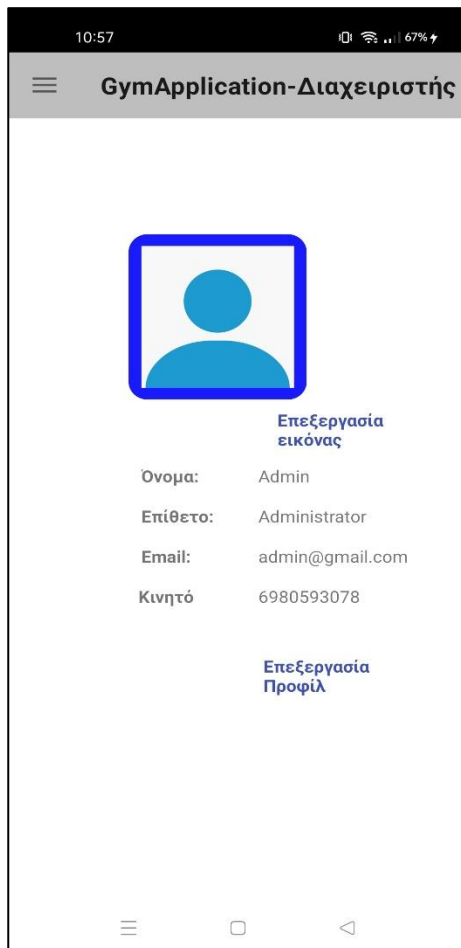 10:57
67%
GymApplication-Διαχειριστής
Επεξεργασία
εικόνας
Όνομα: Admin
Επίθετο: Administrator
Email: admin@gmail.com
Κινητό 6980593078
Επεξεργασία
Προφίλ